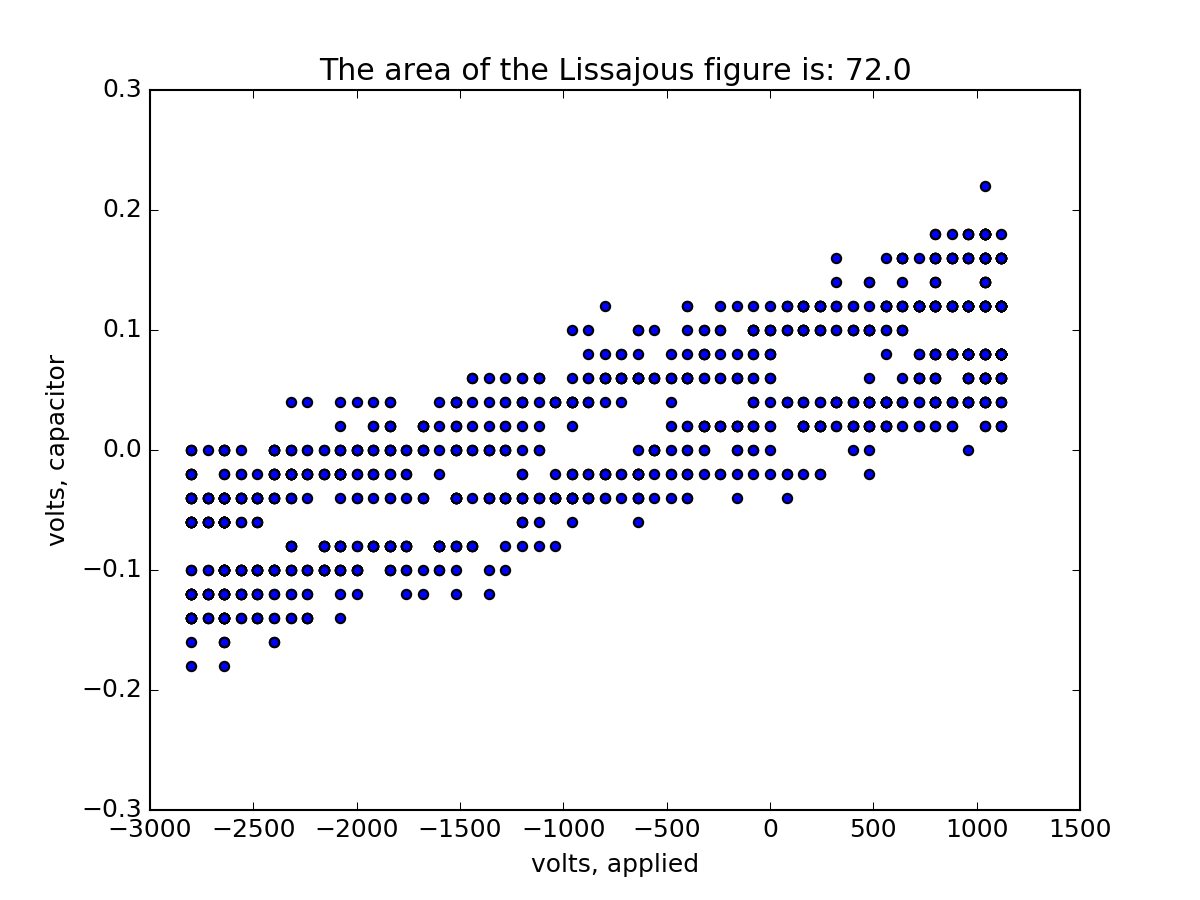 The area of the Lissajous figure is: 72.0
0.3
0.2
0.1
0.0
−0.1
−0.2
−0.3
volts, capacitor
−3000 −2500 −2000 −1500 −1000 −500 0 500 1000 1500
volts, applied